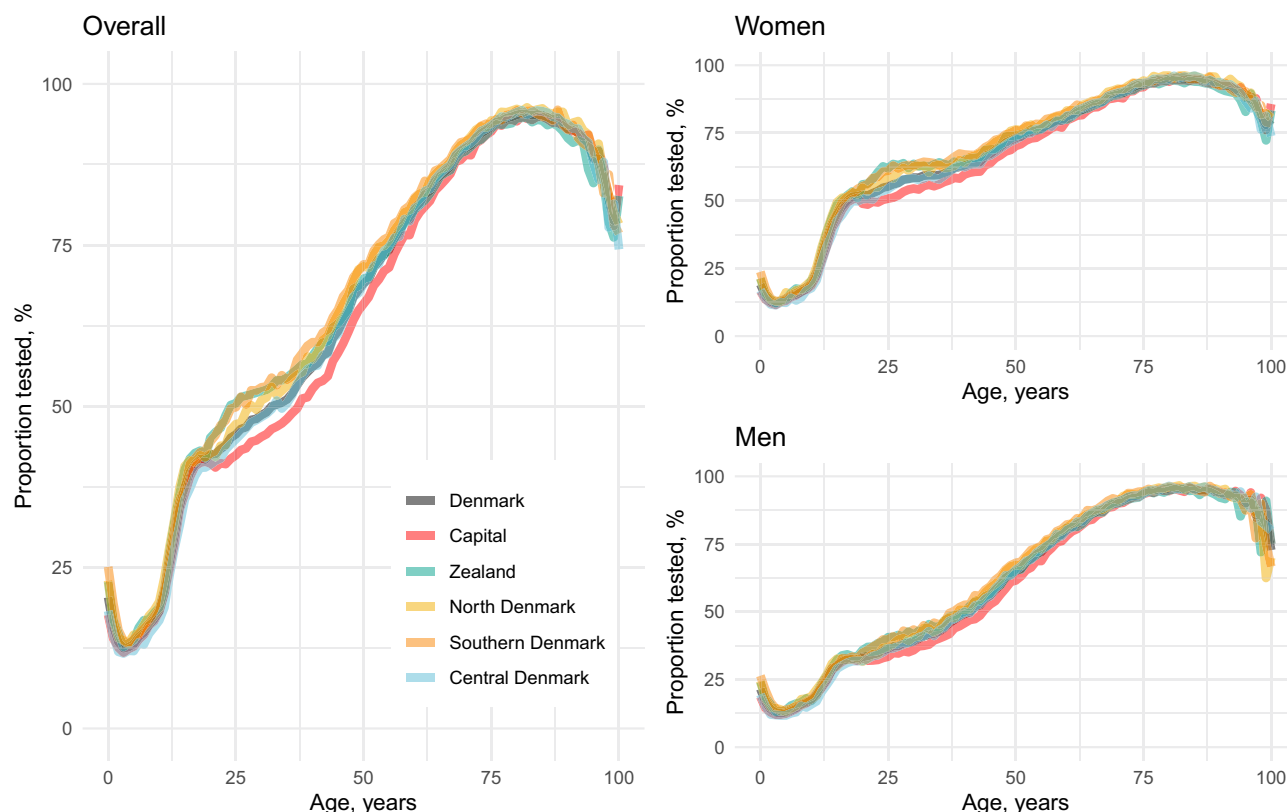 Overall
Proportion tested, %
100
75
50
25
0
0 25 50 75 100
Age, years
Denmark
Capital
Zealand
North Denmark
Southern Denmark
Central Denmark
Women
Proportion tested, %
100
75
50
25
0
0 25 50 75 100
Age, years
Men
Proportion tested, %
100
75
50
25
0
0 25 50 75 100
Age, years